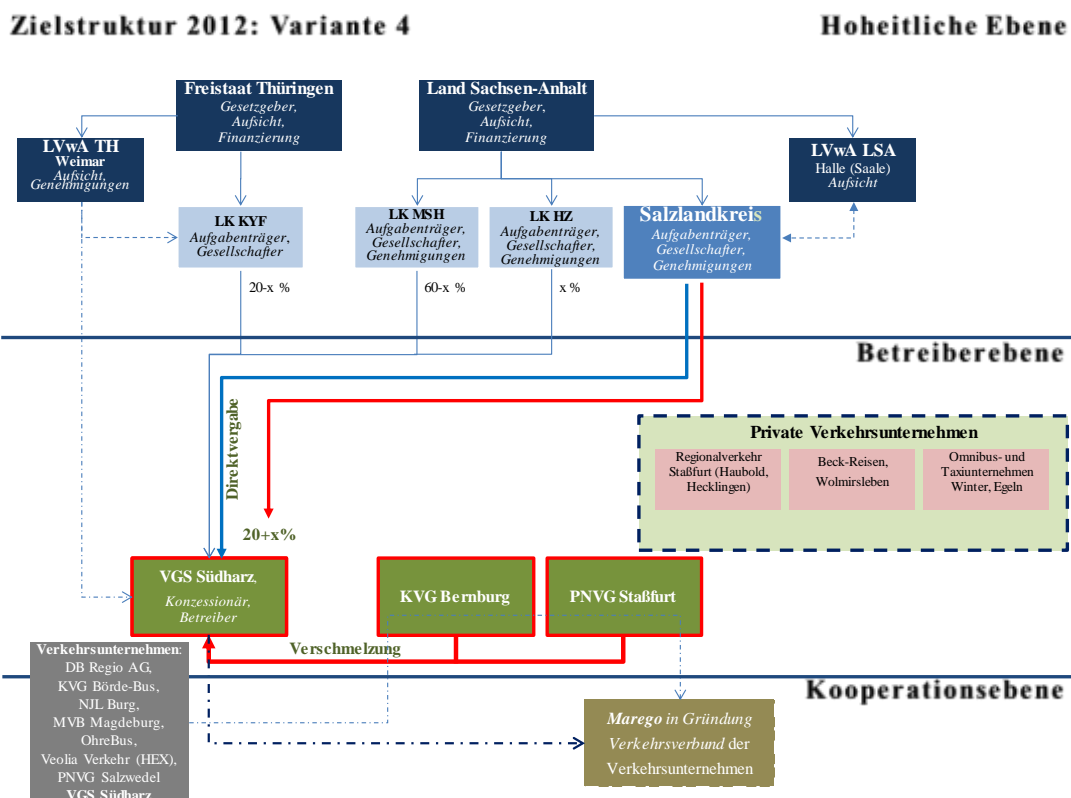 Zielstruktur 2012: Variante 4
Hoheitliche Ebene
Freistaat Thüringen
Gesetzgeber,
Aufsicht,
Finanzierung
Land Sachsen-Anhalt
Gesetzgeber,
Aufsicht,
Finanzierung
LVwA TH
Weimar
Aufsicht,
Genehmigungen
LVwA LSA
Halle (Saale)
Aufsicht
LK KYF
Aufgabenträger,
Gesellschafter
LK MSH
Aufgabenträger,
Gesellschafter,
Genehmigungen
LK HZ
Aufgabenträger,
Gesellschafter,
Genehmigungen
Salzlandkreis
Aufgabenträger,
Gesellschafter,
Genehmigungen
20-x %
60-x %
x %
Betreiberebene
Direktvergabe
20+x%
Private Verkehrsunternehmen
Regionalverkehr
Staßfurt (Haubold,
Hecklingen)
Beck-Reisen,
Wolmirsleben
Omnibus- und
Taxiunternehmen
Winter, Egeln
VGS Südharz,
Konzessionär,
Betreiber
KVG Bernburg
PNVG Staßfurt
Verschmelzung
Kooperationsebene
Verkehrsunternehmen:
DB Regio AG,
KVG Börde-Bus,
NJL Burg,
MVB Magdeburg,
OhreBus,
Veolia Verkehr (HEX),
PNVG Salzwedel
VGS Südharz
Marego in Gründung
Verkehrsverbund der
Verkehrsunternehmen